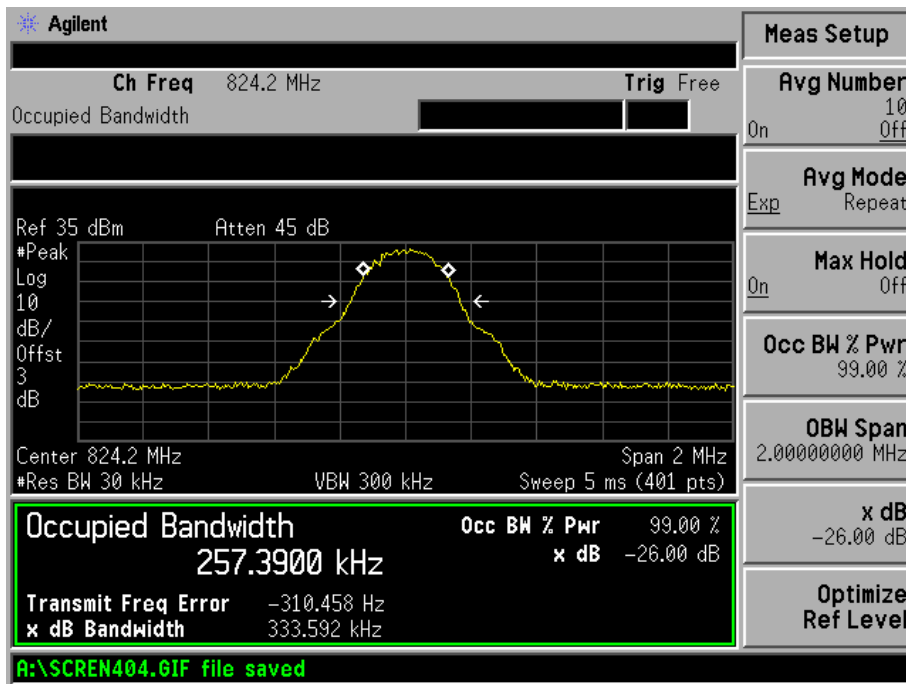 Agilent
Ch Freq 824.2 MHz Trig Free
Occupied Bandwidth
Ref 35 dBm Atten 45 dB
#Peak
Log
10
dB/
Offst
3
dB
Center 824.2 MHz Span 2 MHz
#Res BW 30 kHz VBW 300 kHz Sweep 5 ms (401 pts)
Occupied Bandwidth
257.3900 kHz
Occ BW % Pwr 99.00 %
x dB -26.00 dB
Transmit Freq Error -310.458 Hz
x dB Bandwidth 333.592 kHz
A:\SCREN404.GIF file saved
Meas Setup
Avg Number
10
On Off
Avg Mode
Exp Repeat
Max Hold
On Off
Occ BW % Pwr
99.00 %
OBW Span
2.00000000 MHz
x dB
-26.00 dB
Optimize
Ref Level